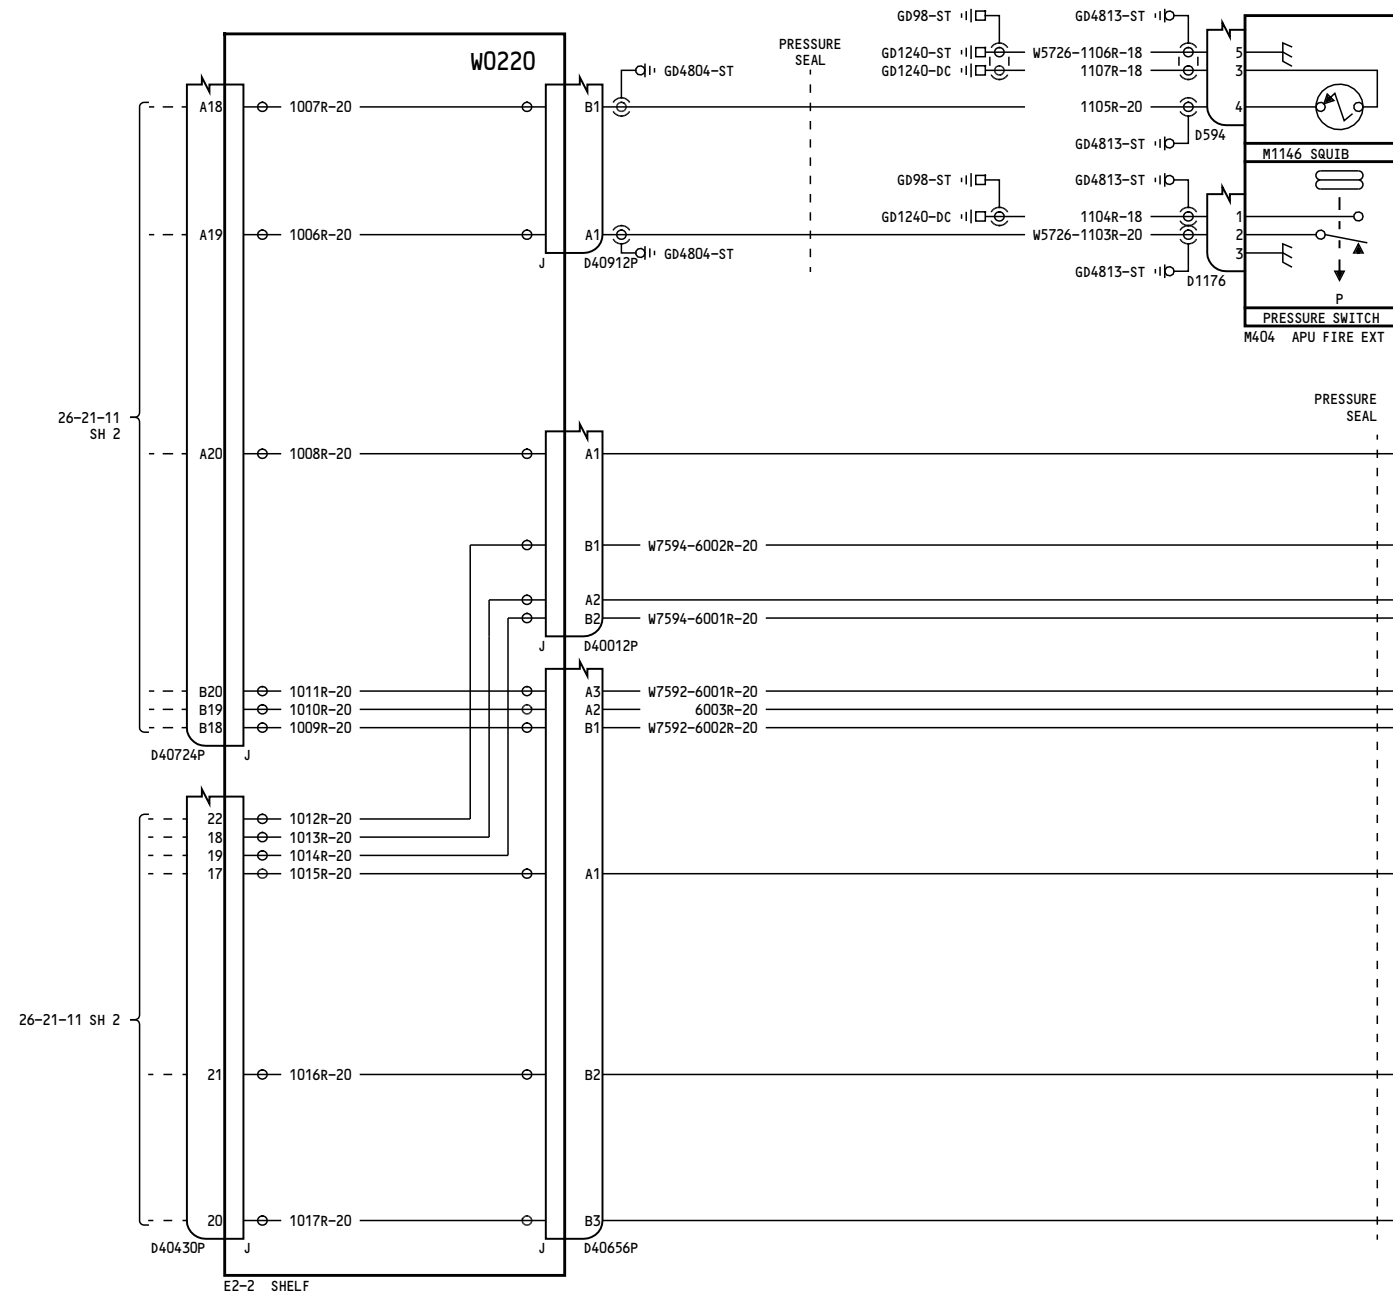 GD98-ST
GD4813-ST
W0220
PRESSURE
SEAL
GD1240-ST
W5726-1106R-18
5
GD4804-ST
GD1240-DC
1107R-18
3
A18
1007R-20
B1
1105R-20
4
D594
GD4813-ST
M1146 SQUIB
GD98-ST
GD4813-ST
GD1240-DC
1104R-18
1
A19
1006R-20
A1
W5726-1103R-20
2
GD4804-ST
3
J
D40912P
GD4813-ST
D1176
P
PRESSURE SWITCH
M404 APU FIRE EXT
PRESSURE
SEAL
26-21-11
SH 2
A20
1008R-20
A1
B1
W7594-6002R-20
A2
B2
W7594-6001R-20
J
D40012P
B20
1011R-20
A3
W7592-6001R-20
B19
1010R-20
A2
6003R-20
B18
1009R-20
B1
W7592-6002R-20
D40724P
J
22
1012R-20
18
1013R-20
19
1014R-20
17
1015R-20
A1
26-21-11 SH 2
21
1016R-20
B2
20
1017R-20
B3
D40430P
J
J
D40656P
E2-2 SHELF